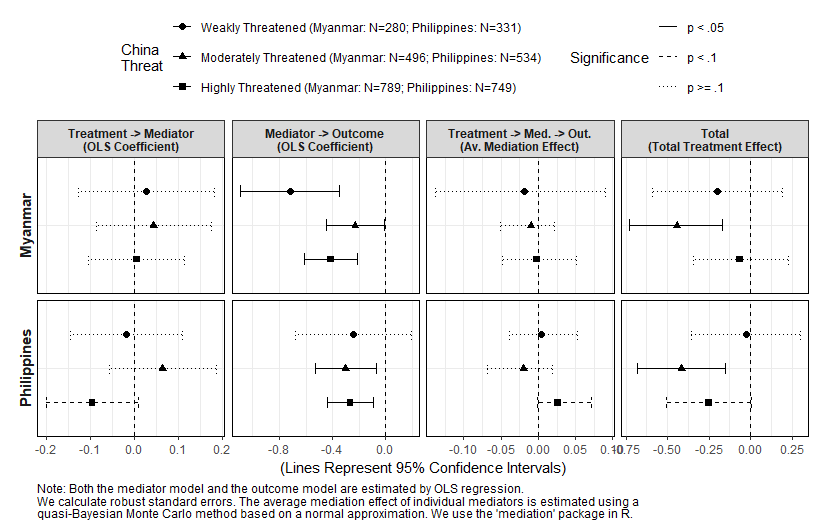 Weakly Threatened (Myanmar: N=280; Philippines: N=331)
p < .05
China
Threat
Moderately Threatened (Myanmar: N=496; Philippines: N=534)
Significance
p < .1
Highly Threatened (Myanmar: N=789; Philippines: N=749)
p >= .1
Treatment -> Mediator
(OLS Coefficient)
Mediator -> Outcome
(OLS Coefficient)
Treatment -> Med. -> Out.
(Av. Mediation Effect)
Total
(Total Treatment Effect)
Myanmar
Philippines
-0.2 -0.1 0.0 0.1 0.2
-0.8 -0.4 0.0
-0.10 -0.05 0.00 0.05 0.10
-0.75 -0.50 -0.25 0.00 0.25
(Lines Represent 95% Confidence Intervals)
Note: Both the mediator model and the outcome model are estimated by OLS regression.
We calculate robust standard errors. The average mediation effect of individual mediators is estimated using a
quasi-Bayesian Monte Carlo method based on a normal approximation. We use the 'mediation' package in R.